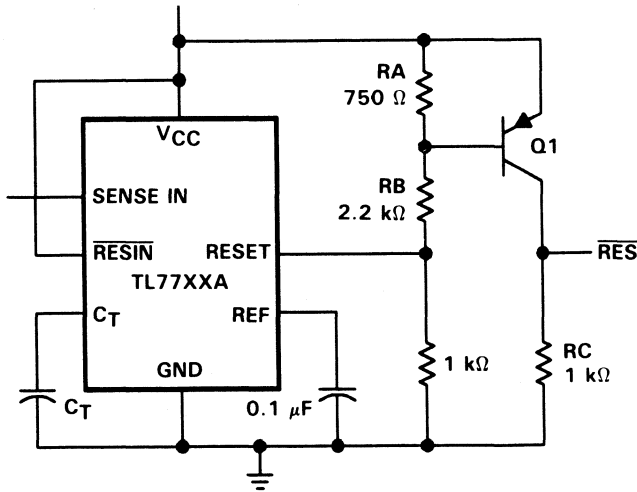 RA
750 Ω
VCC
Q1
SENSE IN
RB
2.2 kΩ
RESIN
RESET
RES
TL77XXA
CT
REF
GND
1 kΩ
RC
1 kΩ
CT
0.1 µF